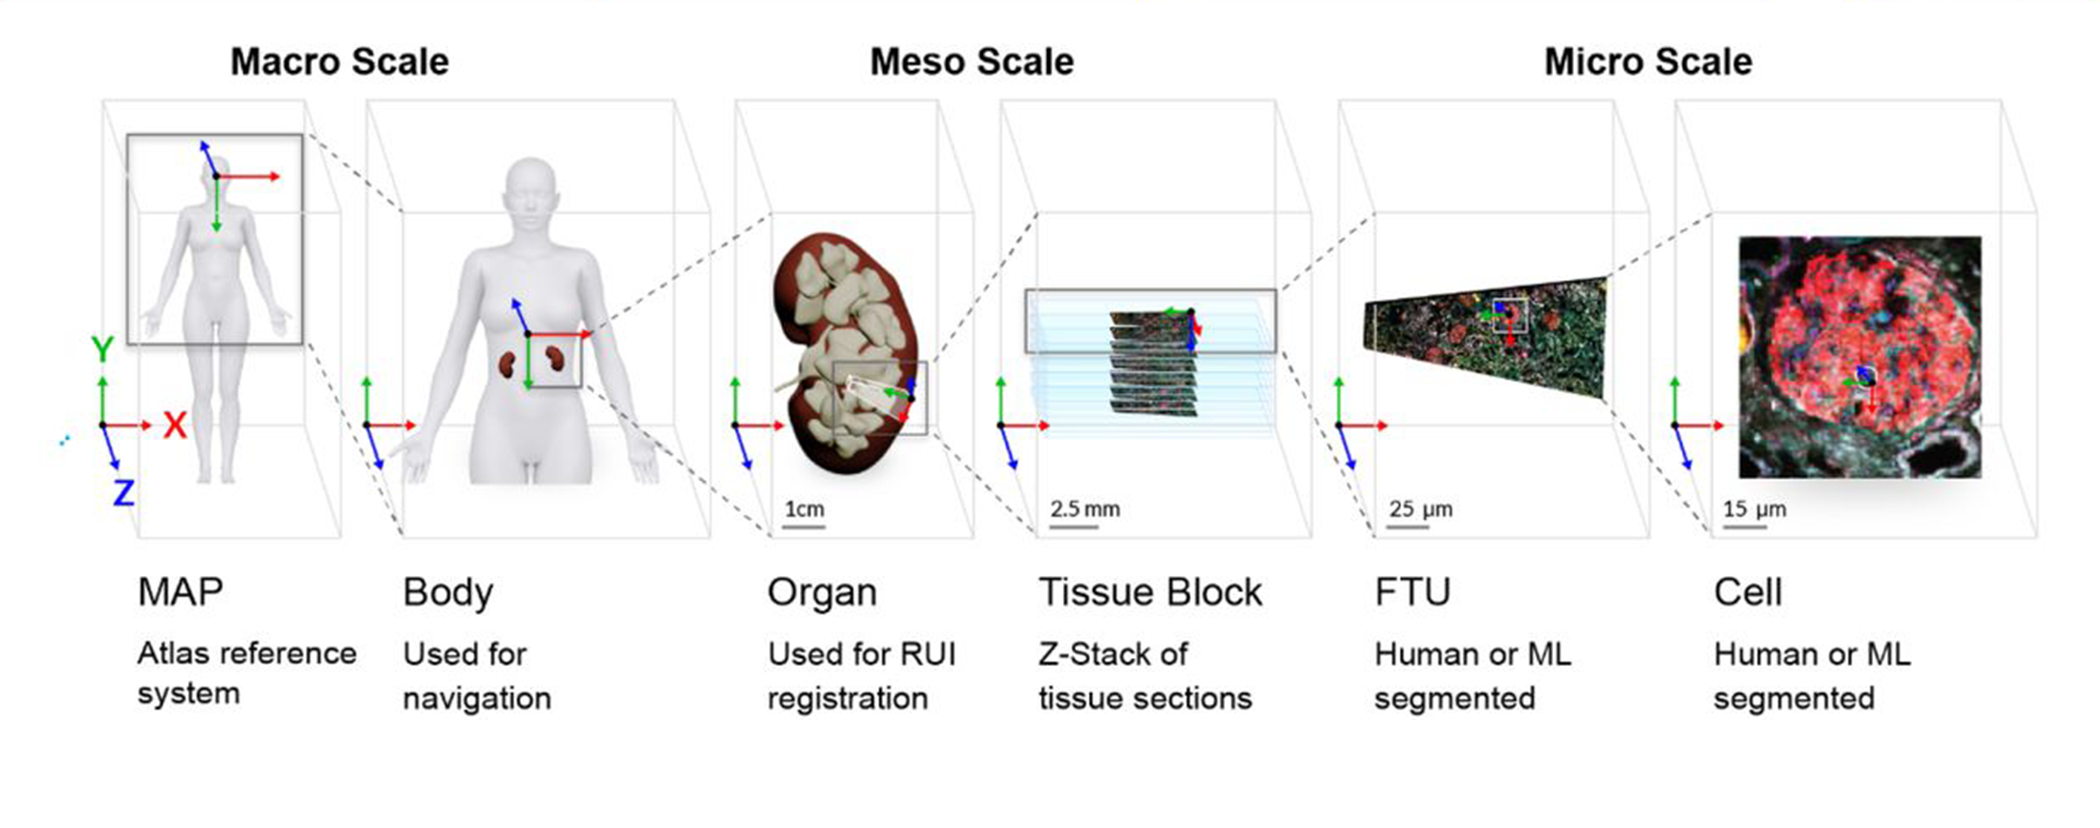 Macro Scale
Meso Scale
Micro Scale
Y
X
Z
1cm
2.5 mm
25 µm
15 µm
MAP
Atlas reference
system
Body
Used for
navigation
Organ
Used for RUI
registration
Tissue Block
Z-Stack of
tissue sections
FTU
Human or ML
segmented
Cell
Human or ML
segmented